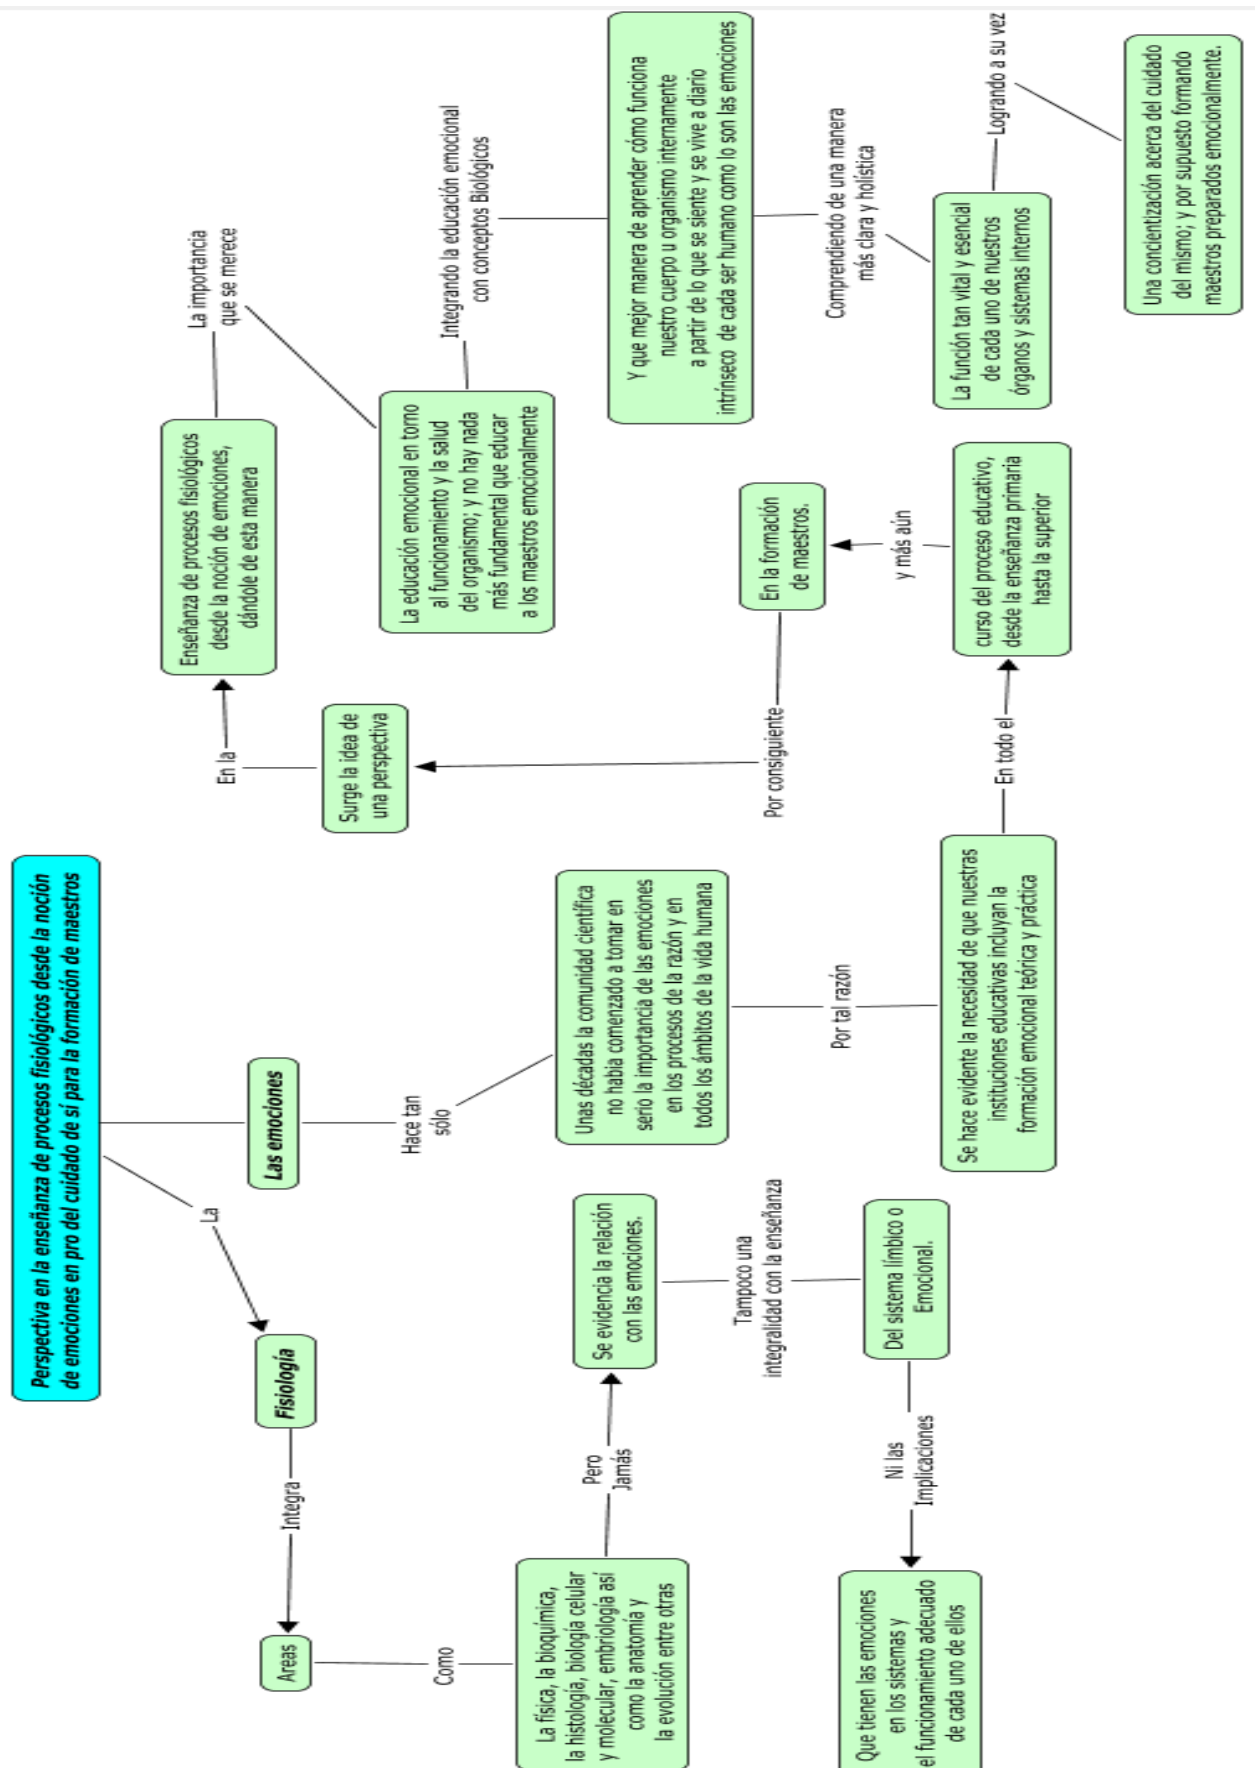 Perspectiva en la enseñanza de procesos fisiológicos desde la noción
de emociones en pro del cuidado de sí para la formación de maestros
La
Fisiología
Integra
Areas
Como
La física, la bioquímica,
la histología, biología celular
y molecular, embriología así
como la anatomía y
la evolución entre otras
Pero
Jamás
Se evidencia la relación
con las emociones.
Tampoco una
integralidad con la enseñanza
Del sistema límbico o
Emocional.
Ni las
Implicaciones
Que tienen las emociones
en los sistemas y
el funcionamiento adecuado
de cada uno de ellos
Las emociones
Hace tan
sólo
Unas décadas la comunidad científica
no había comenzado a tomar en
serio la importancia de las emociones
en los procesos de la razón y en
todos los ámbitos de la vida humana
Por tal razón
Se hace evidente la necesidad de que nuestras
instituciones educativas incluyan la
formación emocional teórica y práctica
En todo el
curso del proceso educativo,
desde la enseñanza primaria
hasta la superior
y más aún
En la formación
de maestros.
Por consiguiente
Surge la idea de
una perspectiva
En la
Enseñanza de procesos fisiológicos
desde la noción de emociones,
dándole de esta manera
La importancia
que se merece
La educación emocional en torno
al funcionamiento y la salud
del organismo; y no hay nada
más fundamental que educar
a los maestros emocionalmente
Integrando la educación emocional
con conceptos Biológicos
Y que mejor manera de aprender cómo funciona
nuestro cuerpo u organismo internamente
a partir de lo que se siente y se vive a diario
intrínseco de cada ser humano como lo son las emociones
Comprendiendo de una manera
más clara y holística
La función tan vital y esencial
de cada uno de nuestros
órganos y sistemas internos
Logrando a su vez
Una concientización acerca del cuidado
del mismo; y por supuesto formando
maestros preparados emocionalmente.